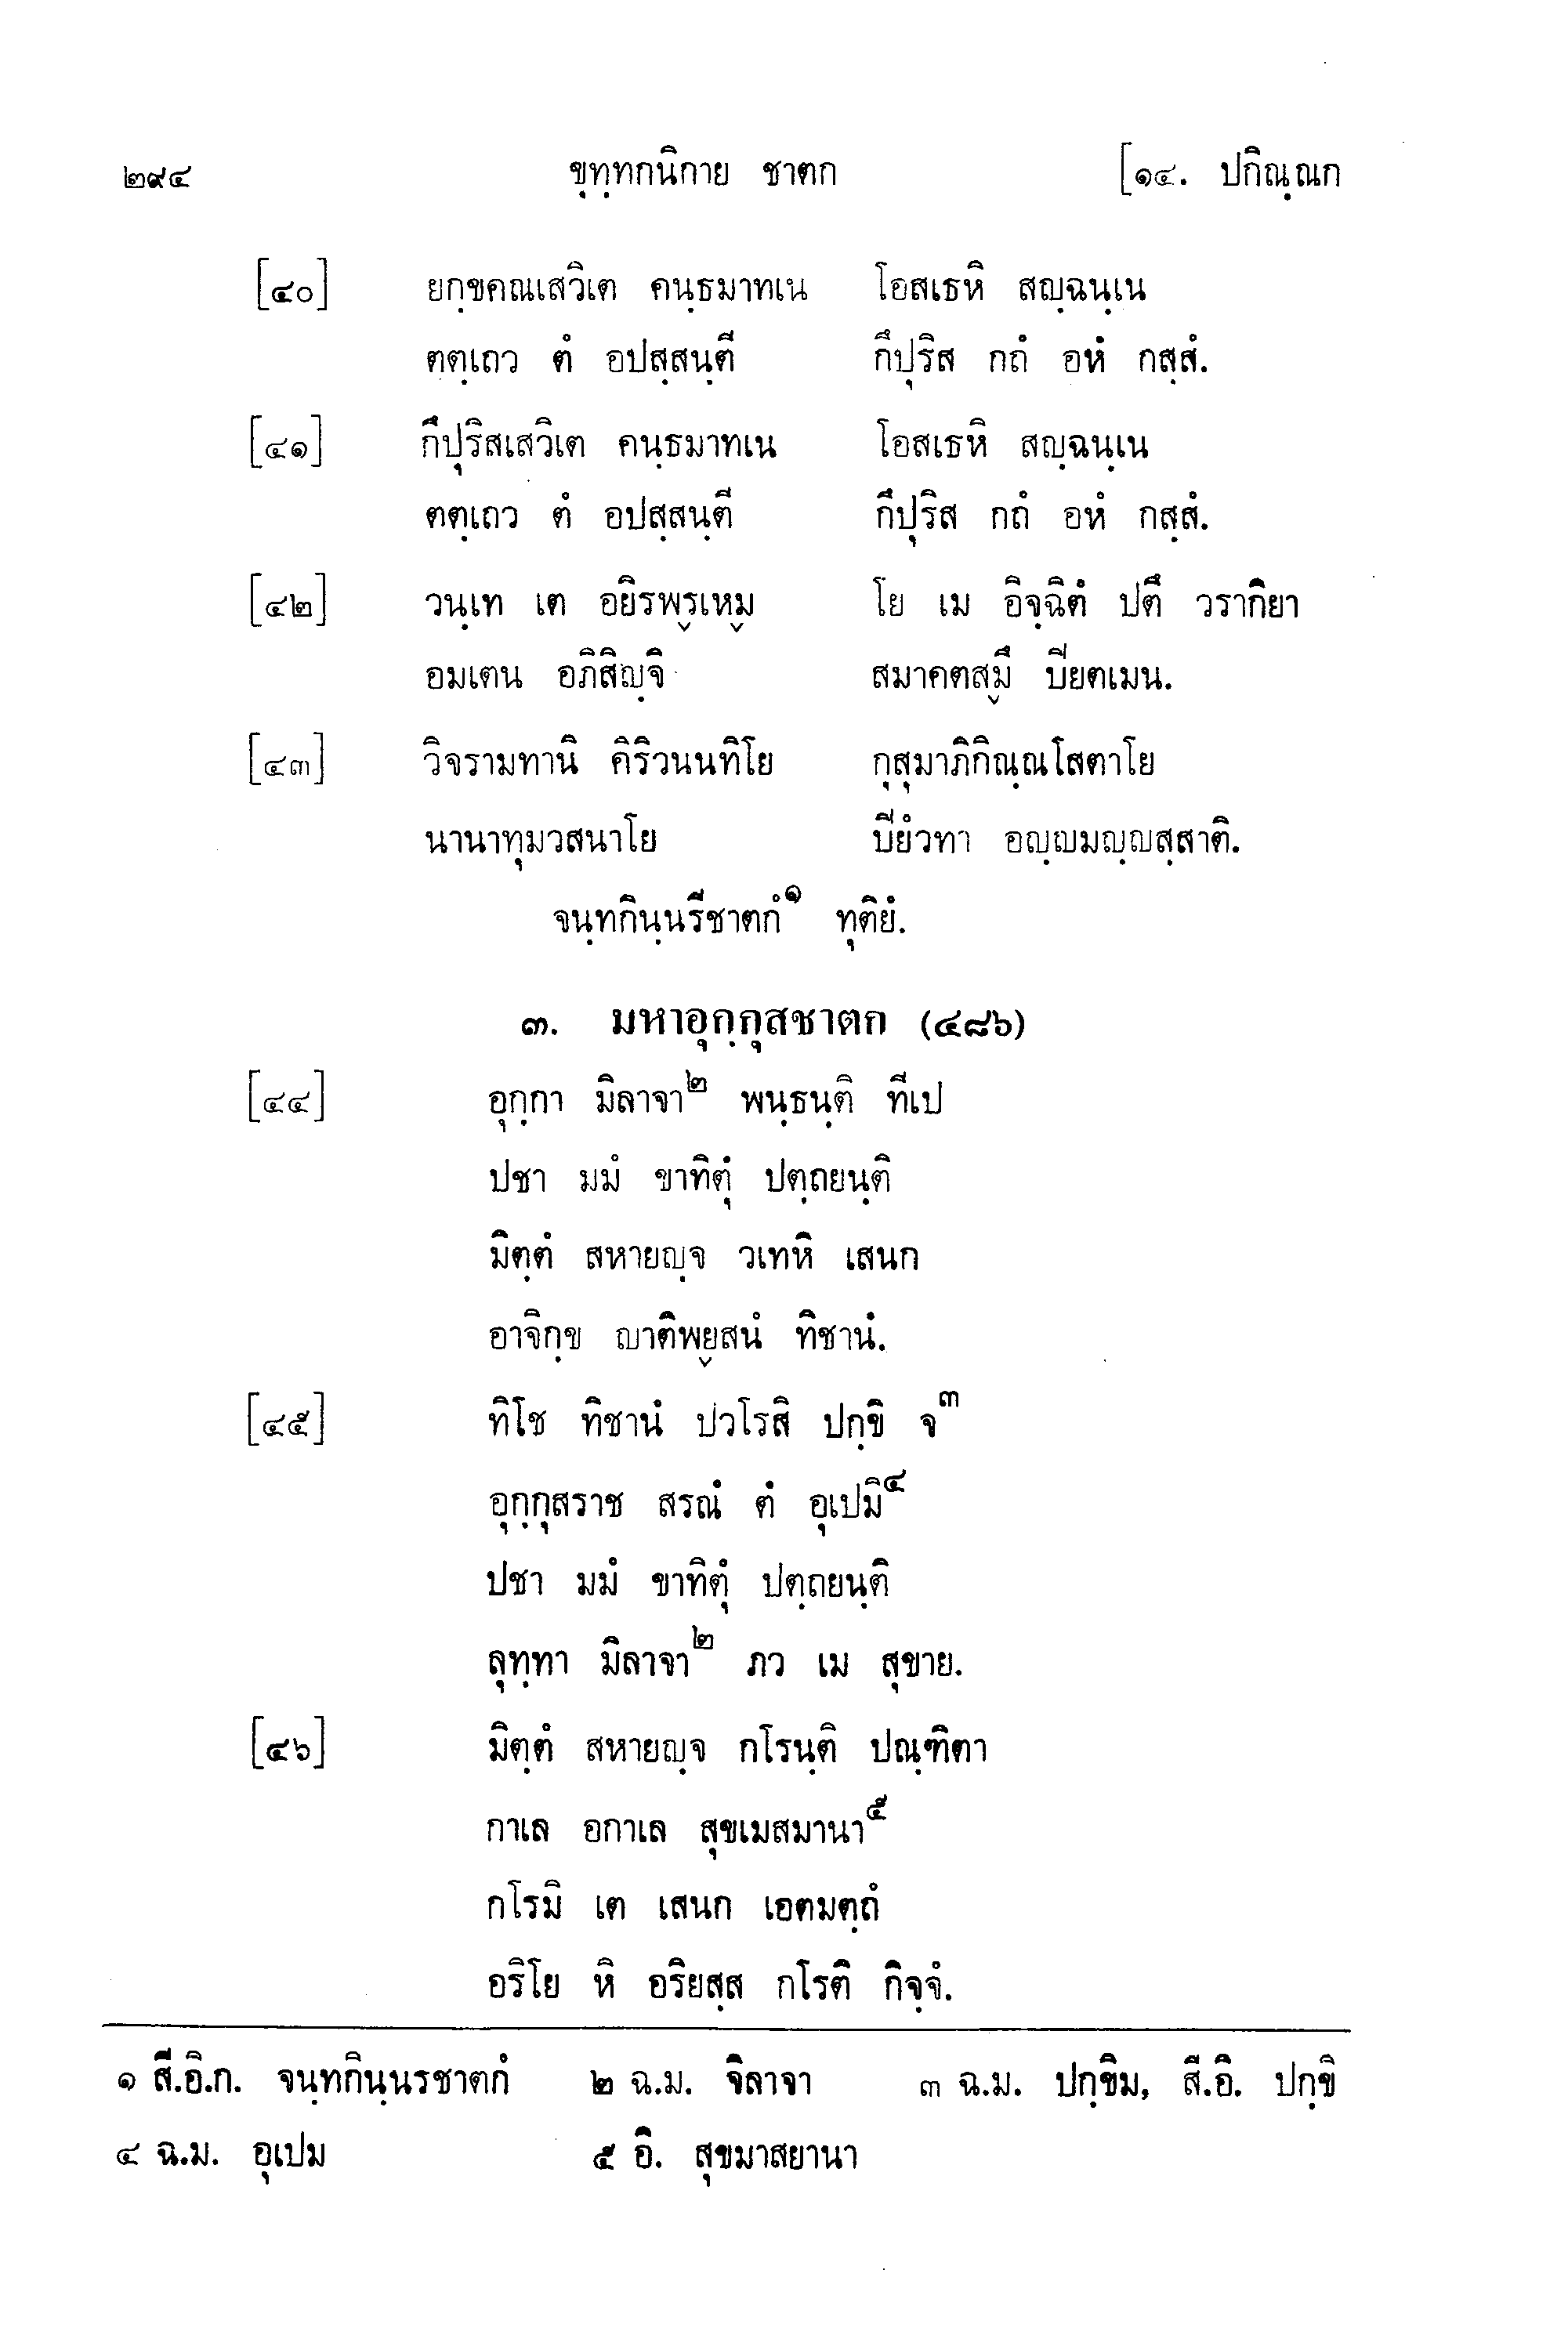 ๒๙๔ ขุทฺทกนิกาย ชาตก [๑๔. ปกิณฺณก
[๔๐] ยกฺขคณเสวิเต คนฺธมาทเน โอสเธหิ สญฺฉนฺเน
ตตฺเถว ตํ อปสฺสนฺตี กึปุริส กถํ อหํ กสฺสํ.
[๔๑] กึปุริสเสวิเต คนฺธมาทเน โอสเธหิ สญฺฉนฺเน
ตตฺเถว ตํ อปสฺสนฺตี กึปุริส กถํ อหํ กสฺสํ.
[๔๒] วนฺเท เต อยิรพฺรเหฺม โย เม อิจฺฉิตํ ปตึ วรากิยา
อมเตน อภิสิญฺจิ สมาคตสฺมึ ปิยตเมน.
[๔๓] วิจรามทานิ คิริวนนทิโย กุสุมาภิกิณฺณโสตาโย
นานาทุมวสนาโย ปิยํวทา อญฺญมญฺญสฺสาติ.
จนฺทกินฺนรีชาตกํ๑ ทุติยํ.
๓. มหาอุกฺกุสชาตก (๔๘๖)
[๔๔] อุกฺกา มิลาจา๒ พนฺธนฺติ ทีเป
ปชา มมํ ขาทิตุํ ปตฺถยนฺติ
มิตฺตํ สหายญฺจ วเทหิ เสนก
อาจิกฺข ญาติพฺยสนํ ทิชานํ.
[๔๕] ทิโช ทิชานํ ปวโรสิ ปกฺขิ จ๓
อุกฺกุสราช สรณํ ตํ อุเปมิ๔
ปชา มมํ ขาทิตุํ ปตฺถยนฺติ
ลุทฺทา มิลาจา๒ ภว เม สุขาย.
[๔๖] มิตฺตํ สหายญฺจ กโรนฺติ ปณฺฑิตา
กาเล อกาเล สุขเมสมานา๕
กโรมิ เต เสนก เอตมตฺถํ
อริโย หิ อริยสฺส กโรติ กิจฺจํ.
๑ สี.อิ.ก. จนฺทกินฺนรชาตกํ ๒ ฉ.ม. จิลาจา ๓ ฉ.ม. ปกฺขิม, สี.อิ. ปกฺขิ
๔ ฉ.ม. อุเปม ๕ อิ. สุขมาสยานา